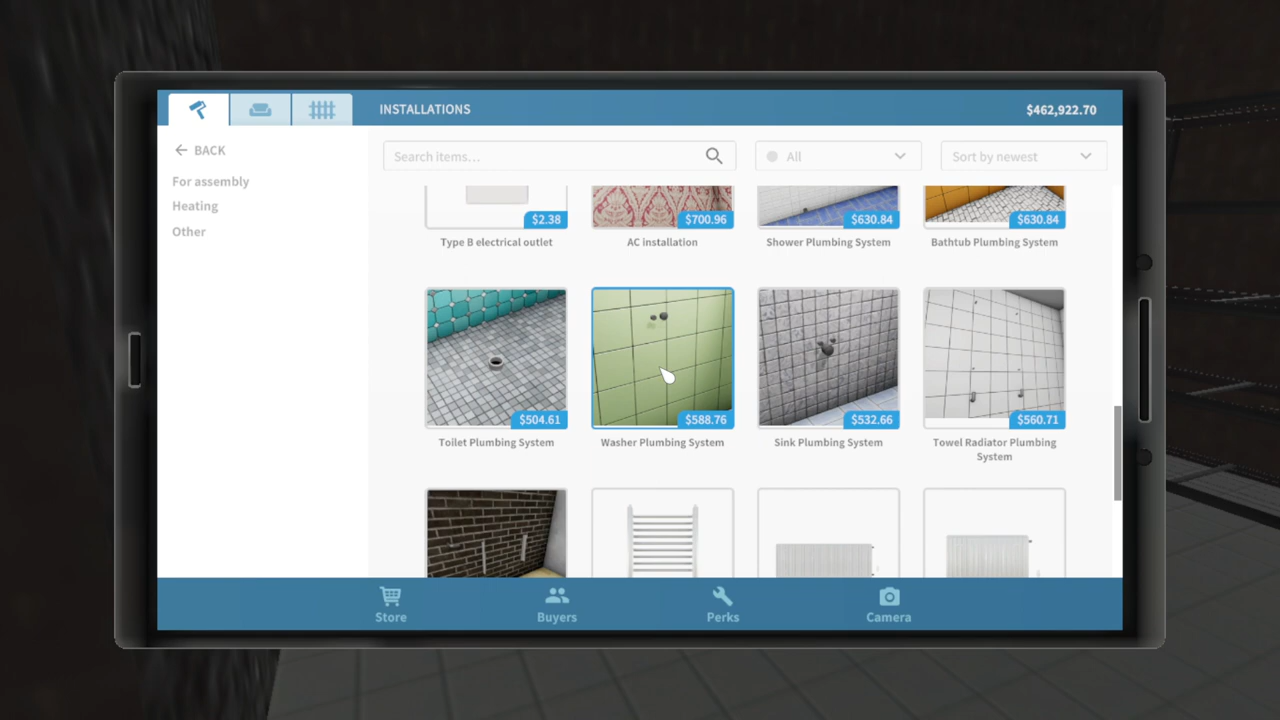 INSTALLATIONS
$462,922.70
BACK
For assembly
Heating
Other
Search items...
All
Sort by newest
$2.38
$700.96
$630.84
$630.84
Type B electrical outlet
AC installation
Shower Plumbing System
Bathtub Plumbing System
$504.61
$588.76
$532.66
$560.71
Toilet Plumbing System
Washer Plumbing System
Sink Plumbing System
Towel Radiator Plumbing
System
Store
Buyers
Perks
Camera